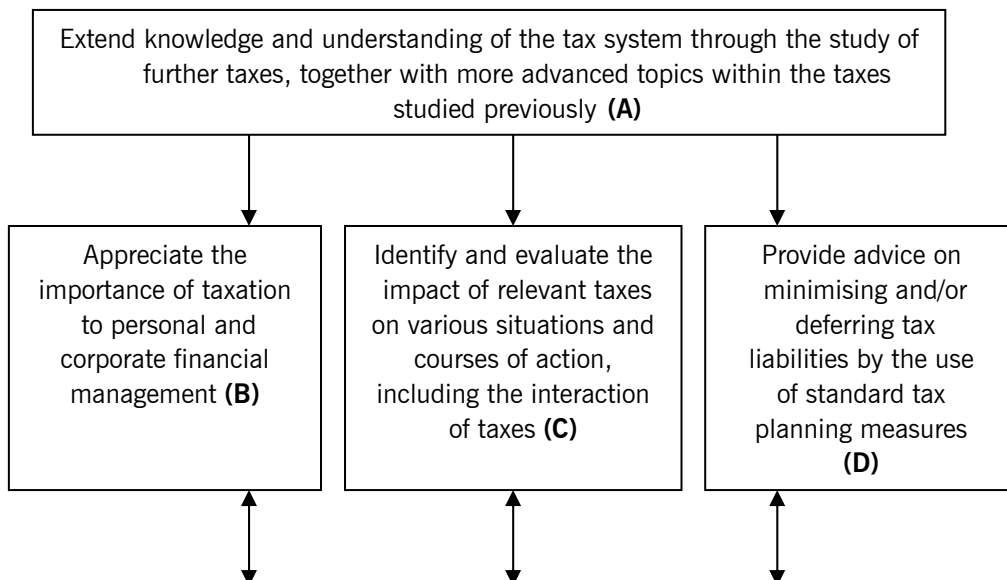 Extend knowledge and understanding of the tax system through the study of
further taxes, together with more advanced topics within the taxes
studied previously (A)
Appreciate the
importance of taxation
to personal and
corporate financial
management (B)
Identify and evaluate the
impact of relevant taxes
on various situations and
courses of action,
including the interaction
of taxes (C)
Provide advice on
minimising and/or
deferring tax
liabilities by the use
of standard tax
planning measures
(D)